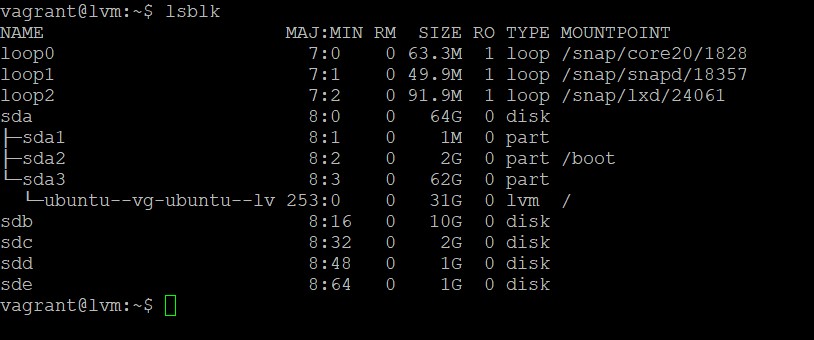 vagrant@lvm:~$ lsblk
NAME                      MAJ:MIN RM  SIZE RO TYPE MOUNTPOINT
loop0                       7:0    0 63.3M  1 loop /snap/core20/1828
loop1                       7:1    0 49.9M  1 loop /snap/snapd/18357
loop2                       7:2    0 91.9M  1 loop /snap/lxd/24061
sda                         8:0    0   64G  0 disk
├─sda1                      8:1    0    1M  0 part
├─sda2                      8:2    0    2G  0 part /boot
└─sda3                      8:3    0   62G  0 part
  └─ubuntu--vg-ubuntu--lv 253:0    0   31G  0 lvm  /
sdb                         8:16   0   10G  0 disk
sdc                         8:32   0    2G  0 disk
sdd                         8:48   0    1G  0 disk
sde                         8:64   0    1G  0 disk
vagrant@lvm:~$